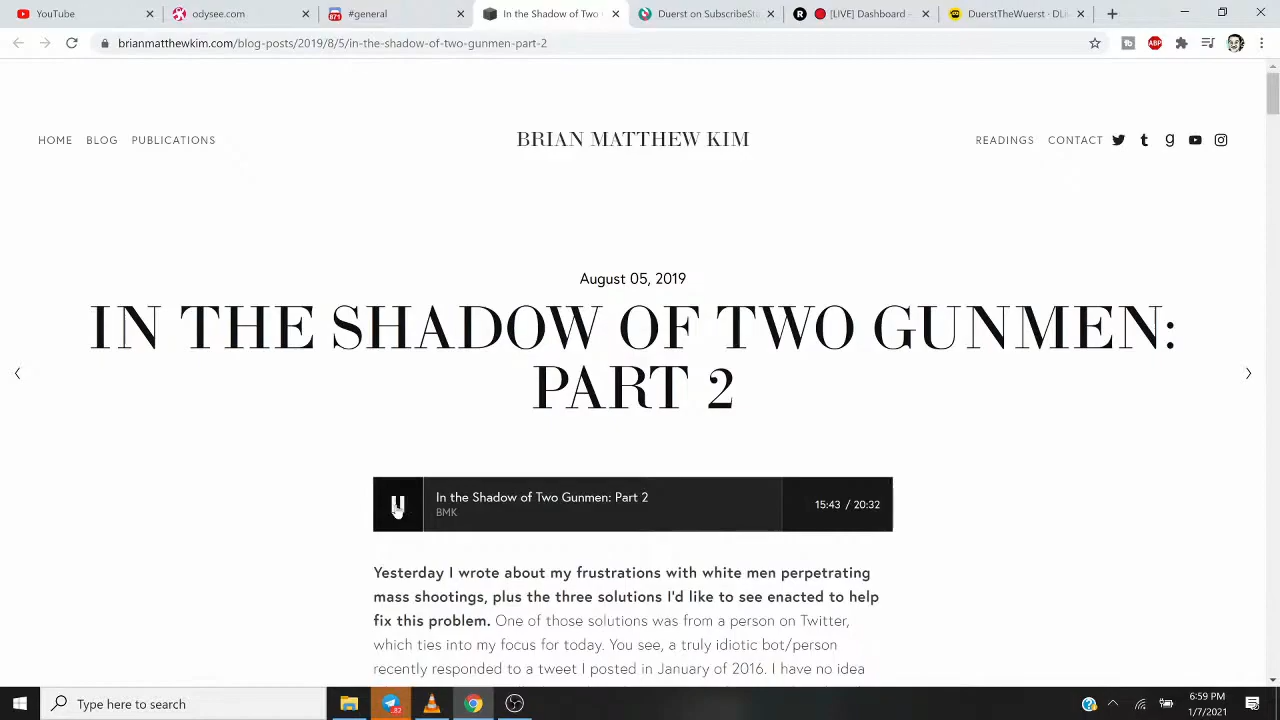 YouTube
odysee.com
871
#general
In the Shadow of Two
Duerst on SubscribeSta
R
[LIVE] Dashboard -
DuerstTheWuerst - DLi
brianmatthewkim.com/blog-posts/2019/8/5/in-the-shadow-of-two-gunmen-part-2
ABP
HOME BLOG PUBLICATIONS
BRIAN MATTHEW KIM
READINGS CONTACT
August 05, 2019
IN THE SHADOW OF TWO GUNMEN:
PART 2
In the Shadow of Two Gunmen: Part 2
BMK
15:43 / 20:32
Yesterday I wrote about my frustrations with white men perpetrating
mass shootings, plus the three solutions I'd like to see enacted to help
fix this problem. One of those solutions was from a person on Twitter,
which ties into my focus for today. You see, a truly idiotic bot/person
recently responded to a tweet I posted in January of 2016. I have no idea
Type here to search
82
6:59 PM
1/7/2021